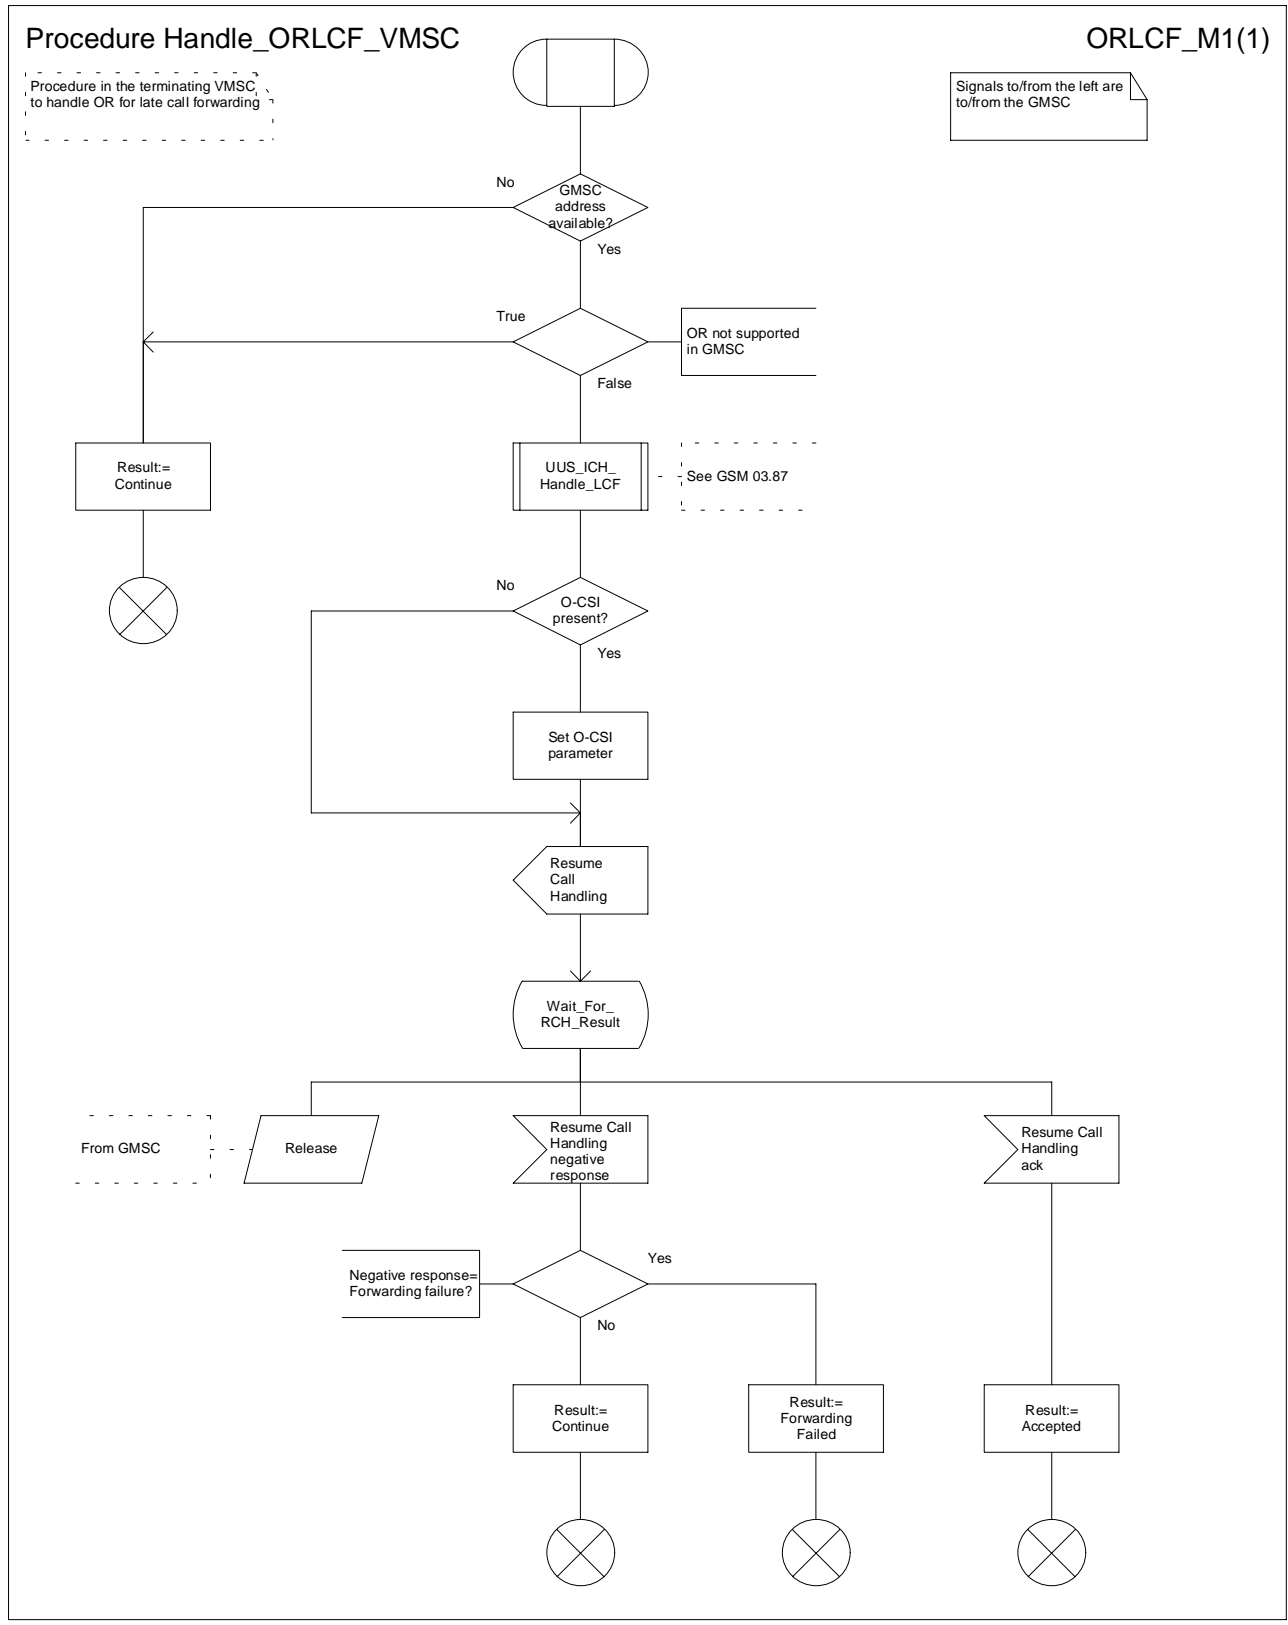 Procedure Handle_ORLCF_VMSC
ORLCF_M1(1)
Procedure in the terminating VMSC
to handle OR for late call forwarding
Signals to/from the left are
to/from the GMSC
No
GMSC
address
available?
Yes
True
OR not supported
in GMSC
False
Result:=
Continue
UUS_ICH_
Handle_LCF
See GSM 03.87
No
O-CSI
present?
Yes
Set O-CSI
parameter
Resume
Call
Handling
Wait_For_
RCH_Result
From GMSC
Release
Resume Call
Handling
negative
response
Resume Call
Handling
ack
Negative response=
Forwarding failure?
Yes
No
Result:=
Continue
Result:=
Forwarding
Failed
Result:=
Accepted